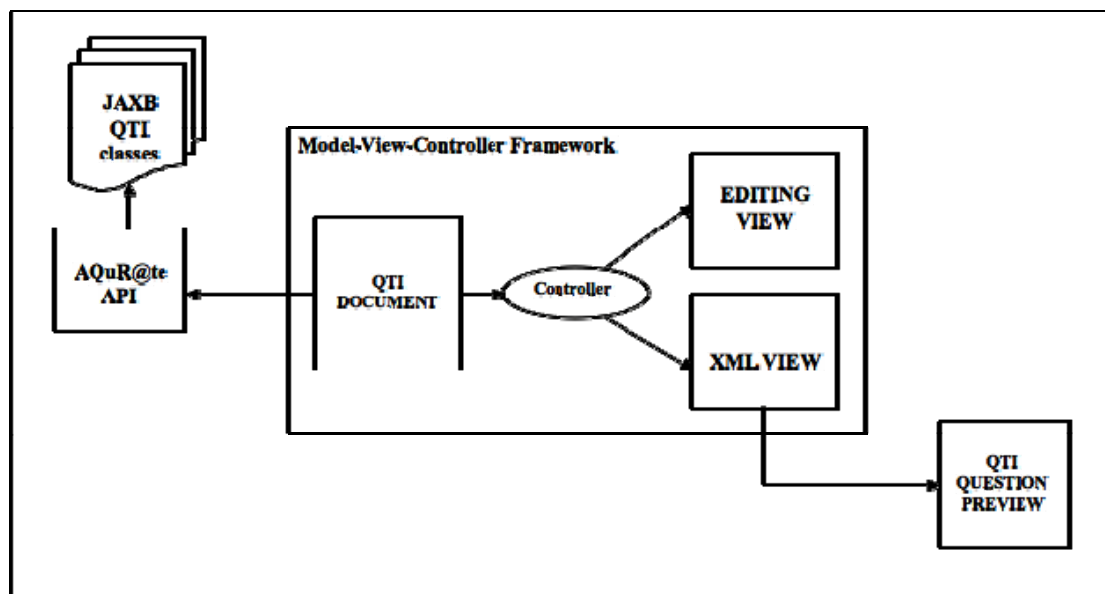 JAXB
QTI
classes
Model-View-Controller Framework
EDITING
VIEW
AQuR@te
API
QTI
DOCUMENT
Controller
XML VIEW
QTI
QUESTION
PREVIEW